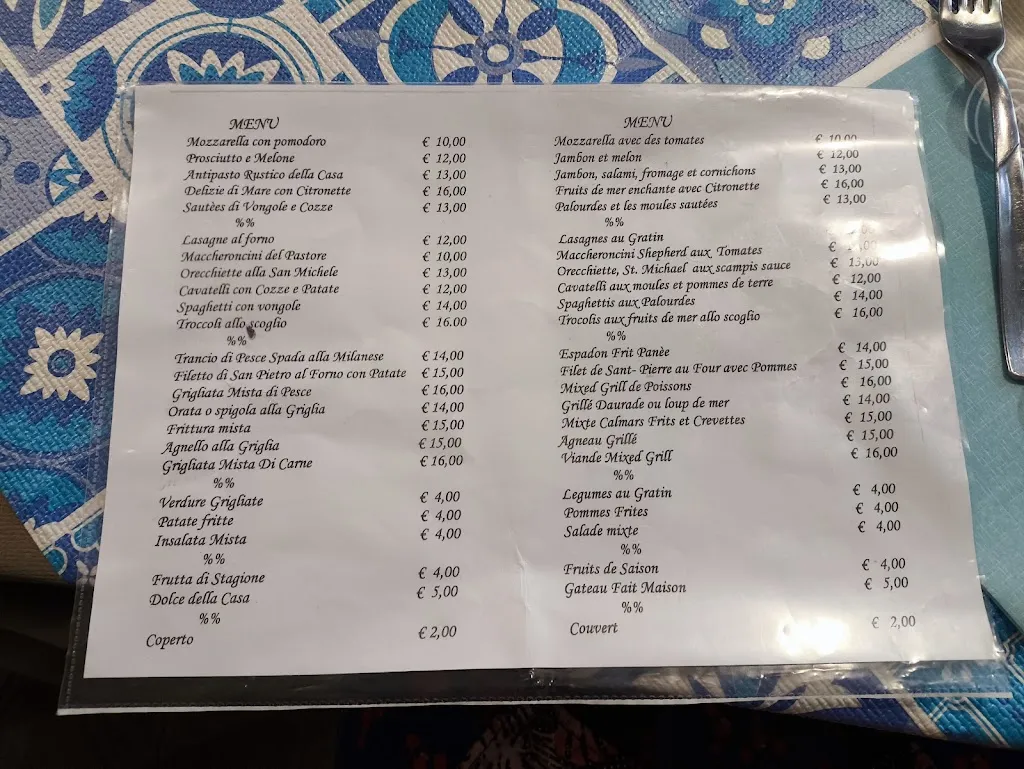 MENU
Mozzarella con pomodoro € 10,00
Prosciutto e Melone € 12,00
Antipasto Rustico della Casa € 13,00
Delizie di Mare con Citronette € 16,00
Sautèes di Vongole e Cozze € 13,00
%%
Lasagne al forno € 12,00
Maccheroncini del Pastore € 10,00
Orecchiette alla San Michele € 13,00
Cavatelli con Cozze e Patate € 12,00
Spaghetti con vongole € 14,00
Troccoli allo scoglio € 16.00
%%
Trancio di Pesce Spada alla Milanese € 14,00
Filetto di San Pietro al Forno con Patate € 15,00
Grigliata Mista di Pesce € 16,00
Orata o spigola alla Griglia € 14,00
Frittura mista € 15,00
Agnello alla Griglia € 15,00
Grigliata Mista Di Carne € 16,00
%%
Verdure Grigliate € 4,00
Patate fritte € 4,00
Insalata Mista € 4,00
%%
Frutta di Stagione € 4,00
Dolce della Casa € 5,00
%%
Coperto € 2,00
MENU
Mozzarella avec des tomates € 10,00
Jambon et melon € 12,00
Jambon, salami, fromage et cornichons € 13,00
Fruits de mer enchante avec Citronette € 16,00
Palourdes et les moules sautées € 13,00
%%
Lasagnes au Gratin
Maccheroncini Shepherd aux Tomates €
Orecchiette, St. Michael aux scampis sauce € 13,00
Cavatelli aux moules et pommes de terre € 12,00
Spaghettis aux Palourdes € 14,00
Trocolis aux fruits de mer allo scoglio € 16,00
%%
Espadon Frit Panèe € 14,00
Filet de Sant- Pierre au Four avec Pommes € 15,00
Mixed Grill de Poissons € 16,00
Grillé Daurade ou loup de mer € 14,00
Mixte Calmars Frits et Crevettes € 15,00
Agneau Grillé € 15,00
Viande Mixed Grill € 16,00
%%
Legumes au Gratin € 4,00
Pommes Frites € 4,00
Salade mixte € 4,00
%%
Fruits de Saison € 4,00
Gateau Fait Maison € 5,00
%%
Couvert € 2,00